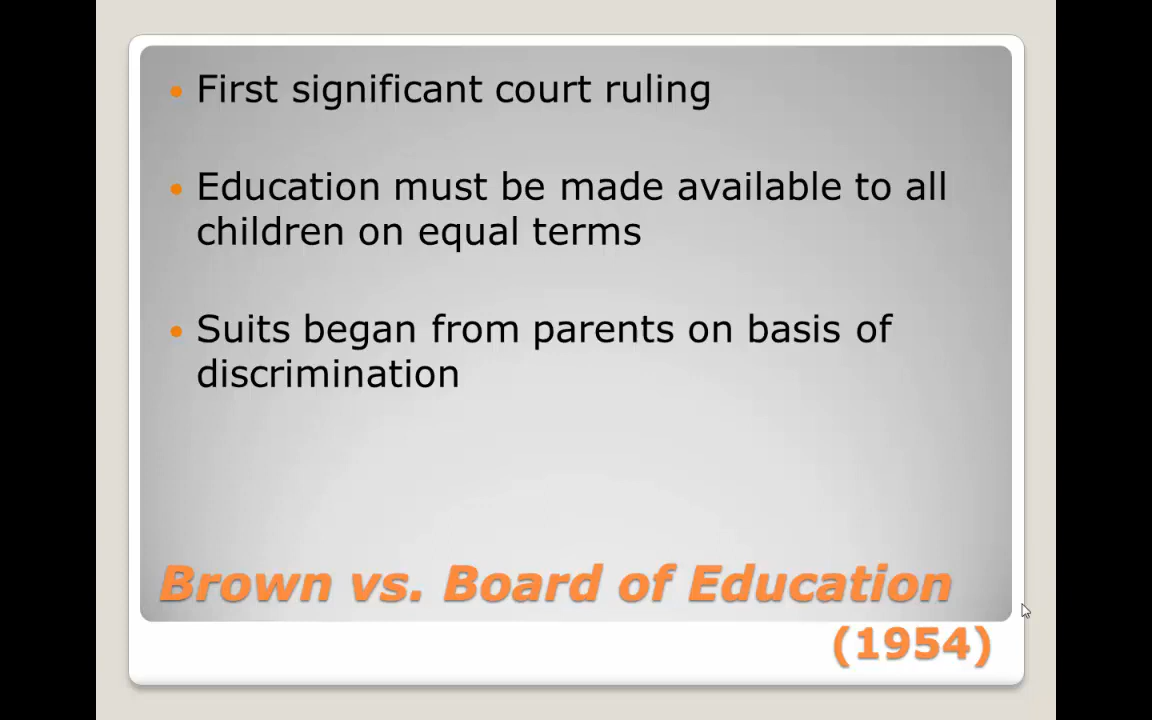 • First significant court ruling
• Education must be made available to all
children on equal terms
• Suits began from parents on basis of
discrimination
Brown vs. Board of Education
(1954)